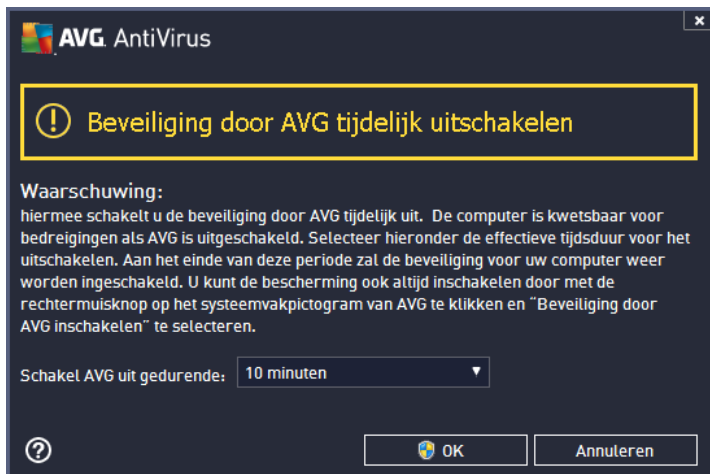 AVG. AntiVirus
Beveiliging door AVG tijdelijk uitschakelen
Waarschuwing:
hiermee schakelt u de beveiliging door AVG tijdelijk uit. De computer is kwetsbaar voor
bedreigingen als AVG is uitgeschakeld. Selecteer hieronder de effectieve tijdsduur voor het
uitschakelen. Aan het einde van deze periode zal de beveiliging voor uw computer weer
worden ingeschakeld. U kunt de bescherming ook altijd inschakelen door met de
rechtermuisknop op het systeemvakpictogram van AVG te klikken en "Beveiliging door
AVG inschakelen" te selecteren.
Schakel AVG uit gedurende: 10 minuten
OK Annuleren